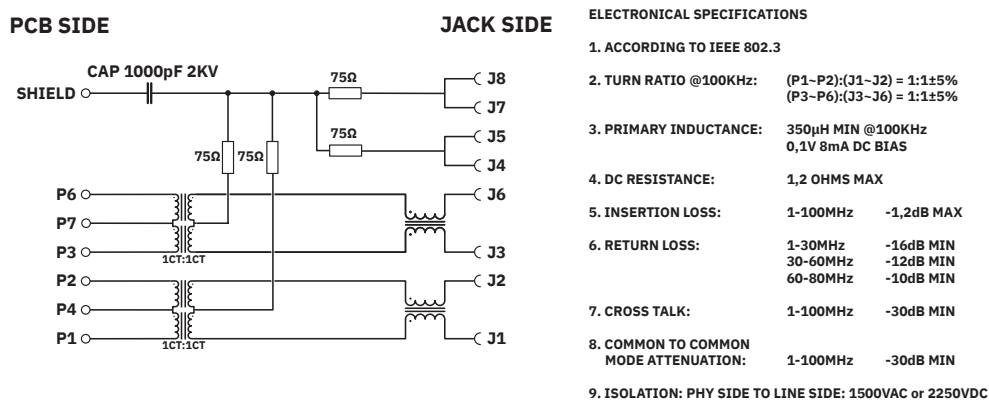 PCB SIDE
JACK SIDE
CAP 1000pF 2KV
SHIELD
75Ω
J8
J7
75Ω
J5
J4
75Ω 75Ω
P6
J6
P7
P3
J3
1CT:1CT
P2
J2
P4
P1
J1
1CT:1CT
ELECTRONICAL SPECIFICATIONS
1. ACCORDING TO IEEE 802.3
2. TURN RATIO @100KHz: (P1~P2):(J1~J2) = 1:1±5%
(P3~P6):(J3~J6) = 1:1±5%
3. PRIMARY INDUCTANCE: 350µH MIN @100KHz
0,1V 8mA DC BIAS
4. DC RESISTANCE: 1,2 OHMS MAX
5. INSERTION LOSS: 1-100MHz -1,2dB MAX
6. RETURN LOSS: 1-30MHz -16dB MIN
30-60MHz -12dB MIN
60-80MHz -10dB MIN
7. CROSS TALK: 1-100MHz -30dB MIN
8. COMMON TO COMMON
MODE ATTENUATION: 1-100MHz -30dB MIN
9. ISOLATION: PHY SIDE TO LINE SIDE: 1500VAC or 2250VDC